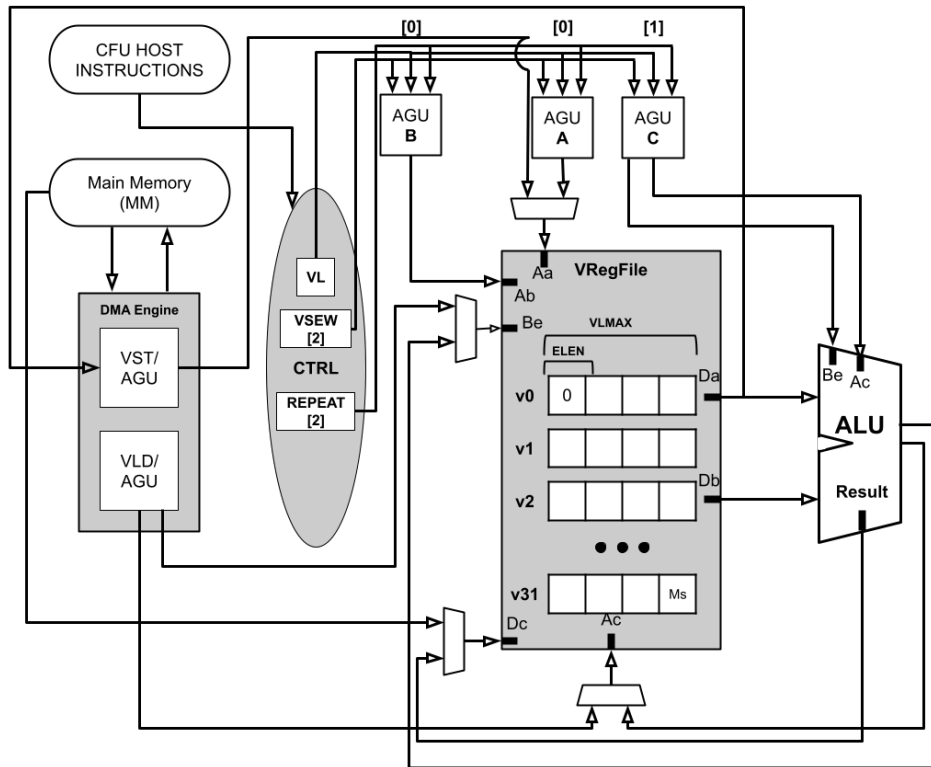 [0]
[0]
[1]
CFU HOST
INSTRUCTIONS
AGU
B
AGU
A
AGU
C
Main Memory
(MM)
Aa
VRegFile
VL
Ab
DMA Engine
Be
VSEW
[2]
VLMAX
VST/
AGU
CTRL
ELEN
Da
Be
Ac
v0
0
REPEAT
[2]
ALU
v1
VLD/
AGU
Db
v2
Result
v31
Ms
Dc
Ac